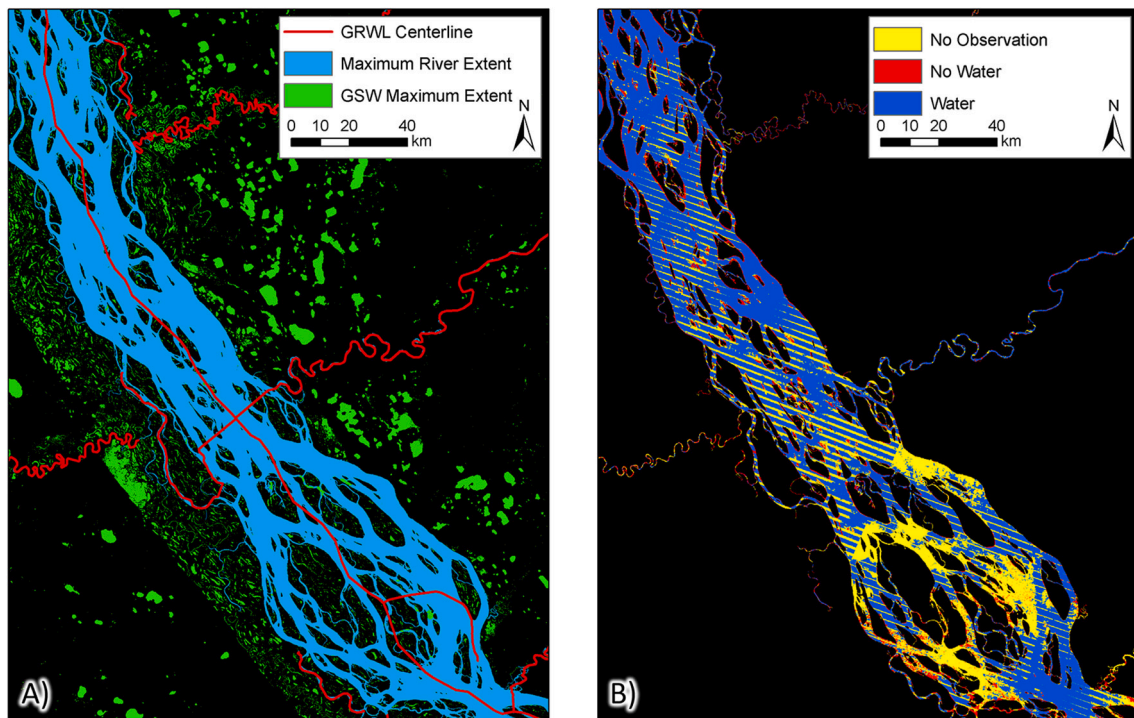 GRWL Centerline
Maximum River Extent
GSW Maximum Extent
N
0 10 20 40
km
A)
No Observation
No Water
Water
N
0 10 20 40
km
B)